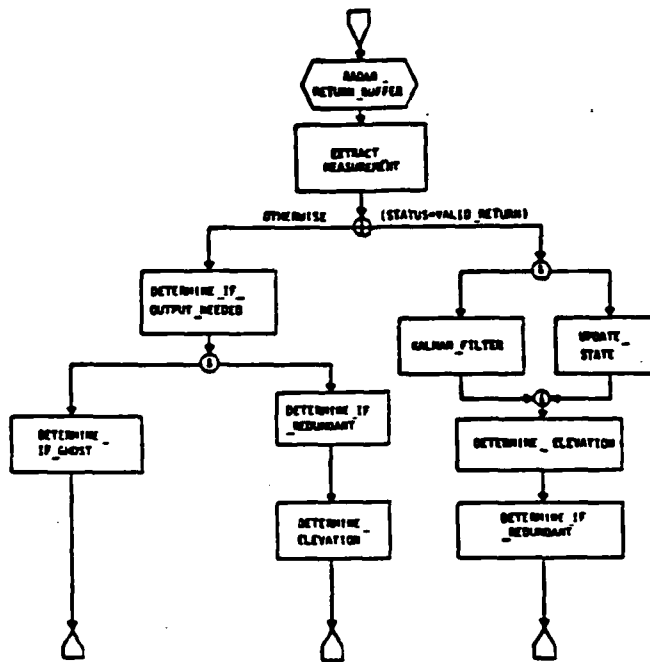 RADAR_
RETURN_BUFFER
EXTRACT
MEASUREMENT
OTHERWISE
(STATUS=VALID_RETURN)
DETERMINE_IF_
OUTPUT_NEEDED
&
&
KALMAN_FILTER
UPDATE_
STATE
&
DETERMINE_
IF_GHOST
DETERMINE_IF
_REDUNDANT
DETERMINE_ELEVATION
DETERMINE_
ELEVATION
DETERMINE_IF
_REDUNDANT